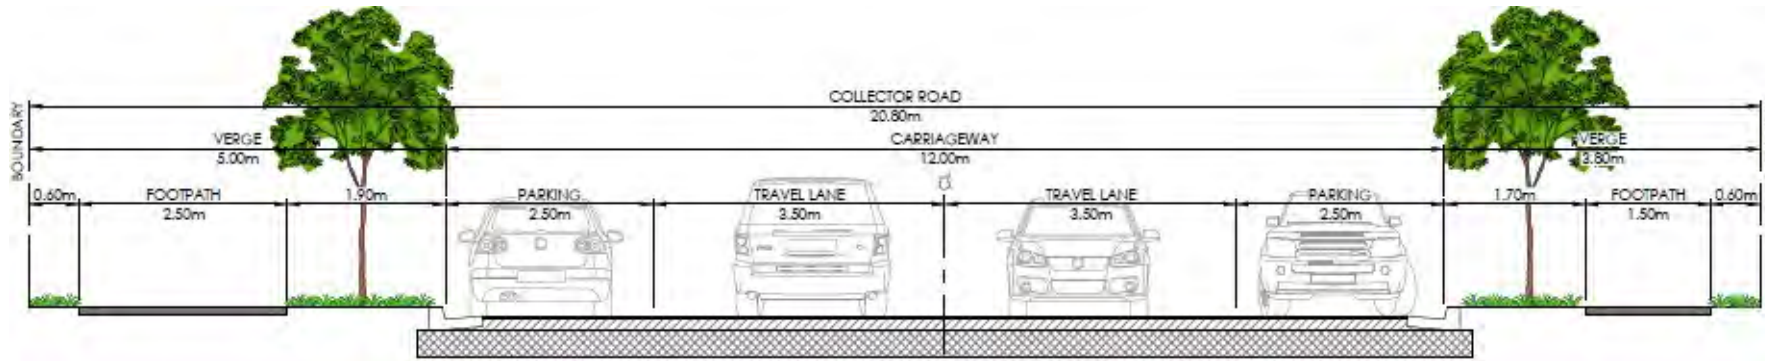 COLLECTOR ROAD
20.80m
BOUNDARY
VERGE
5.00m
CARRIAGEWAY
12.00m
VERGE
3.80m
0.60m
FOOTPATH
2.50m
1.90m
PARKING
2.50m
TRAVEL LANE
3.50m
TRAVEL LANE
3.50m
PARKING
2.50m
1.70m
FOOTPATH
1.50m
0.60m